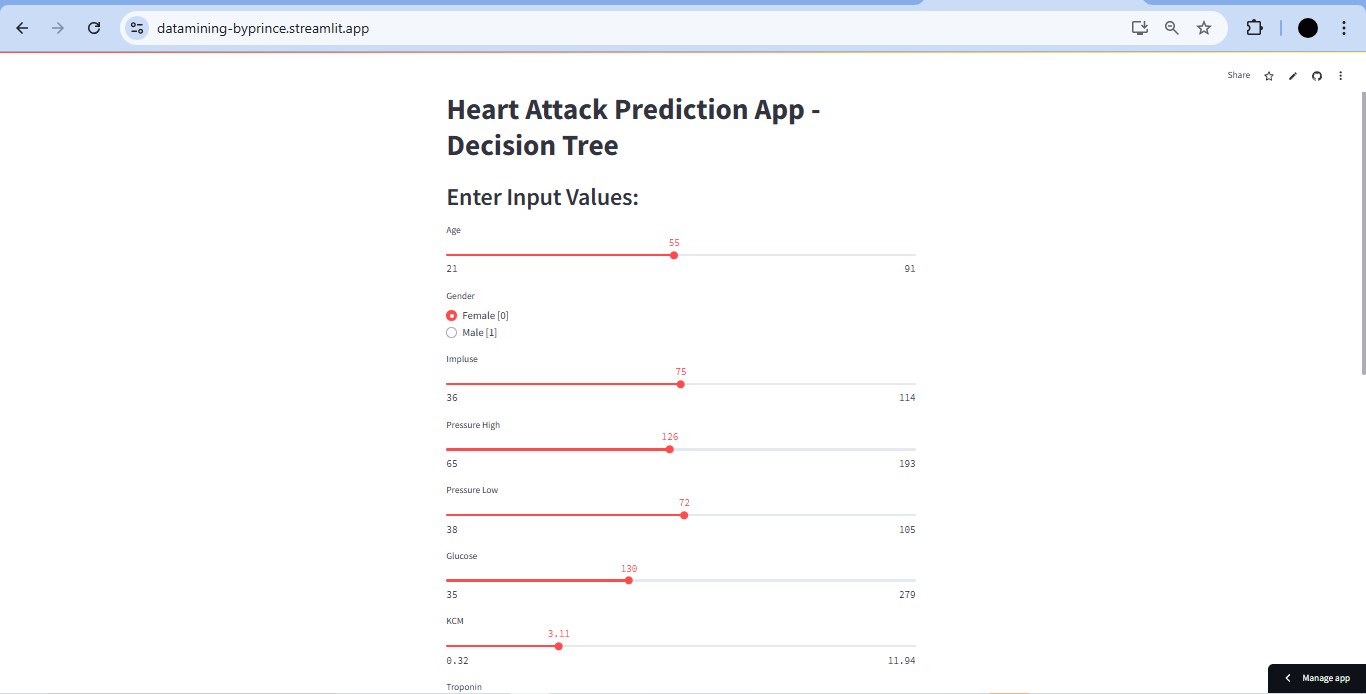 datamining-byprince.streamlit.app
Share
Heart Attack Prediction App -
Decision Tree
Enter Input Values:
Age
55
21 91
Gender
Female [0]
Male [1]
Impluse
75
36 114
Pressure High
126
65 193
Pressure Low
72
38 105
Glucose
130
35 279
KCM
3.11
0.32 11.94
Troponin
Manage app